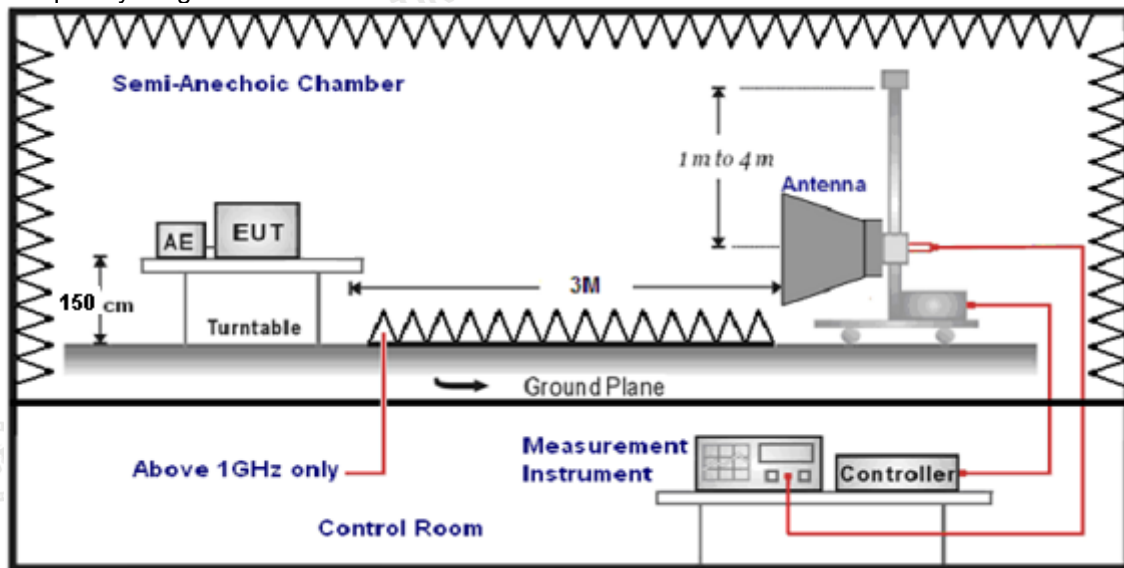 Semi-Anechoic Chamber
1 m to 4 m
Antenna
AE
EUT
150 cm
3M
Turntable
Ground Plane
Above 1GHz only
Measurement
Instrument
Controller
Control Room